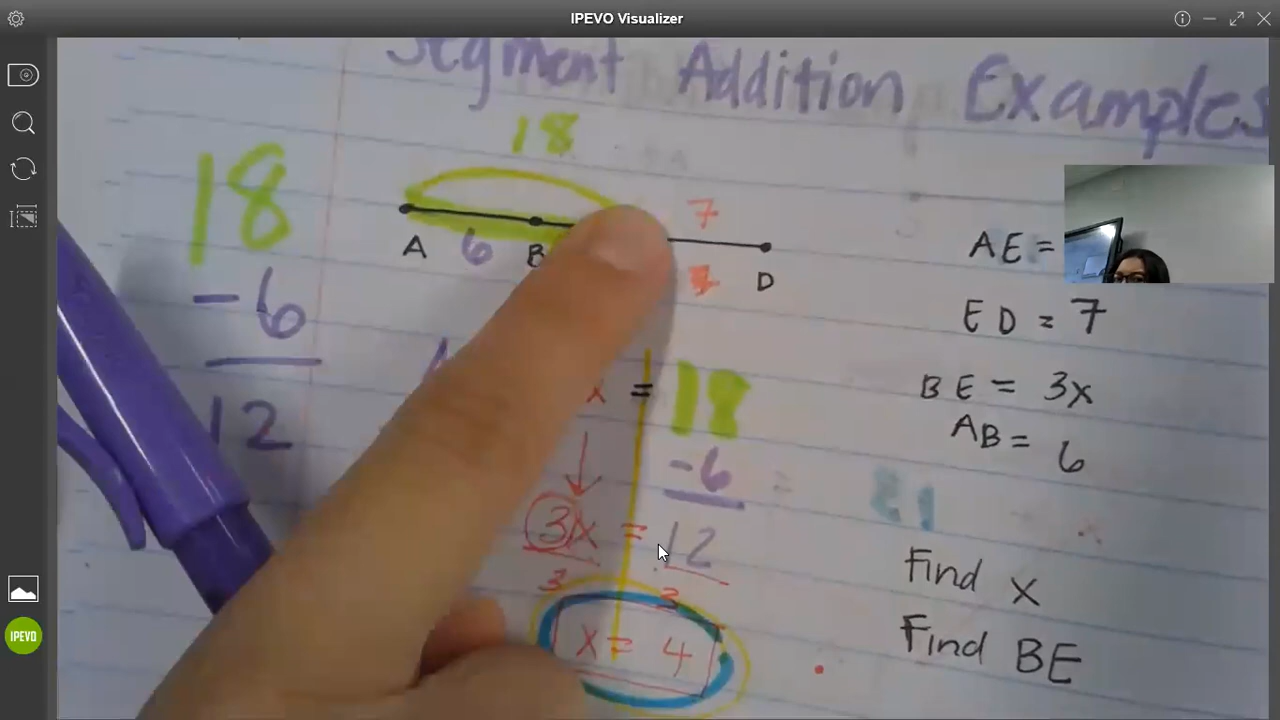 IPEVO Visualizer
IPEVO
Segment Addition Examples
18
7
A 6 B D
18
-6
12
x = 18
-6
3x = 12
3 3
x = 4
AE =
ED = 7
BE = 3x
AB = 6
Find x
Find BE